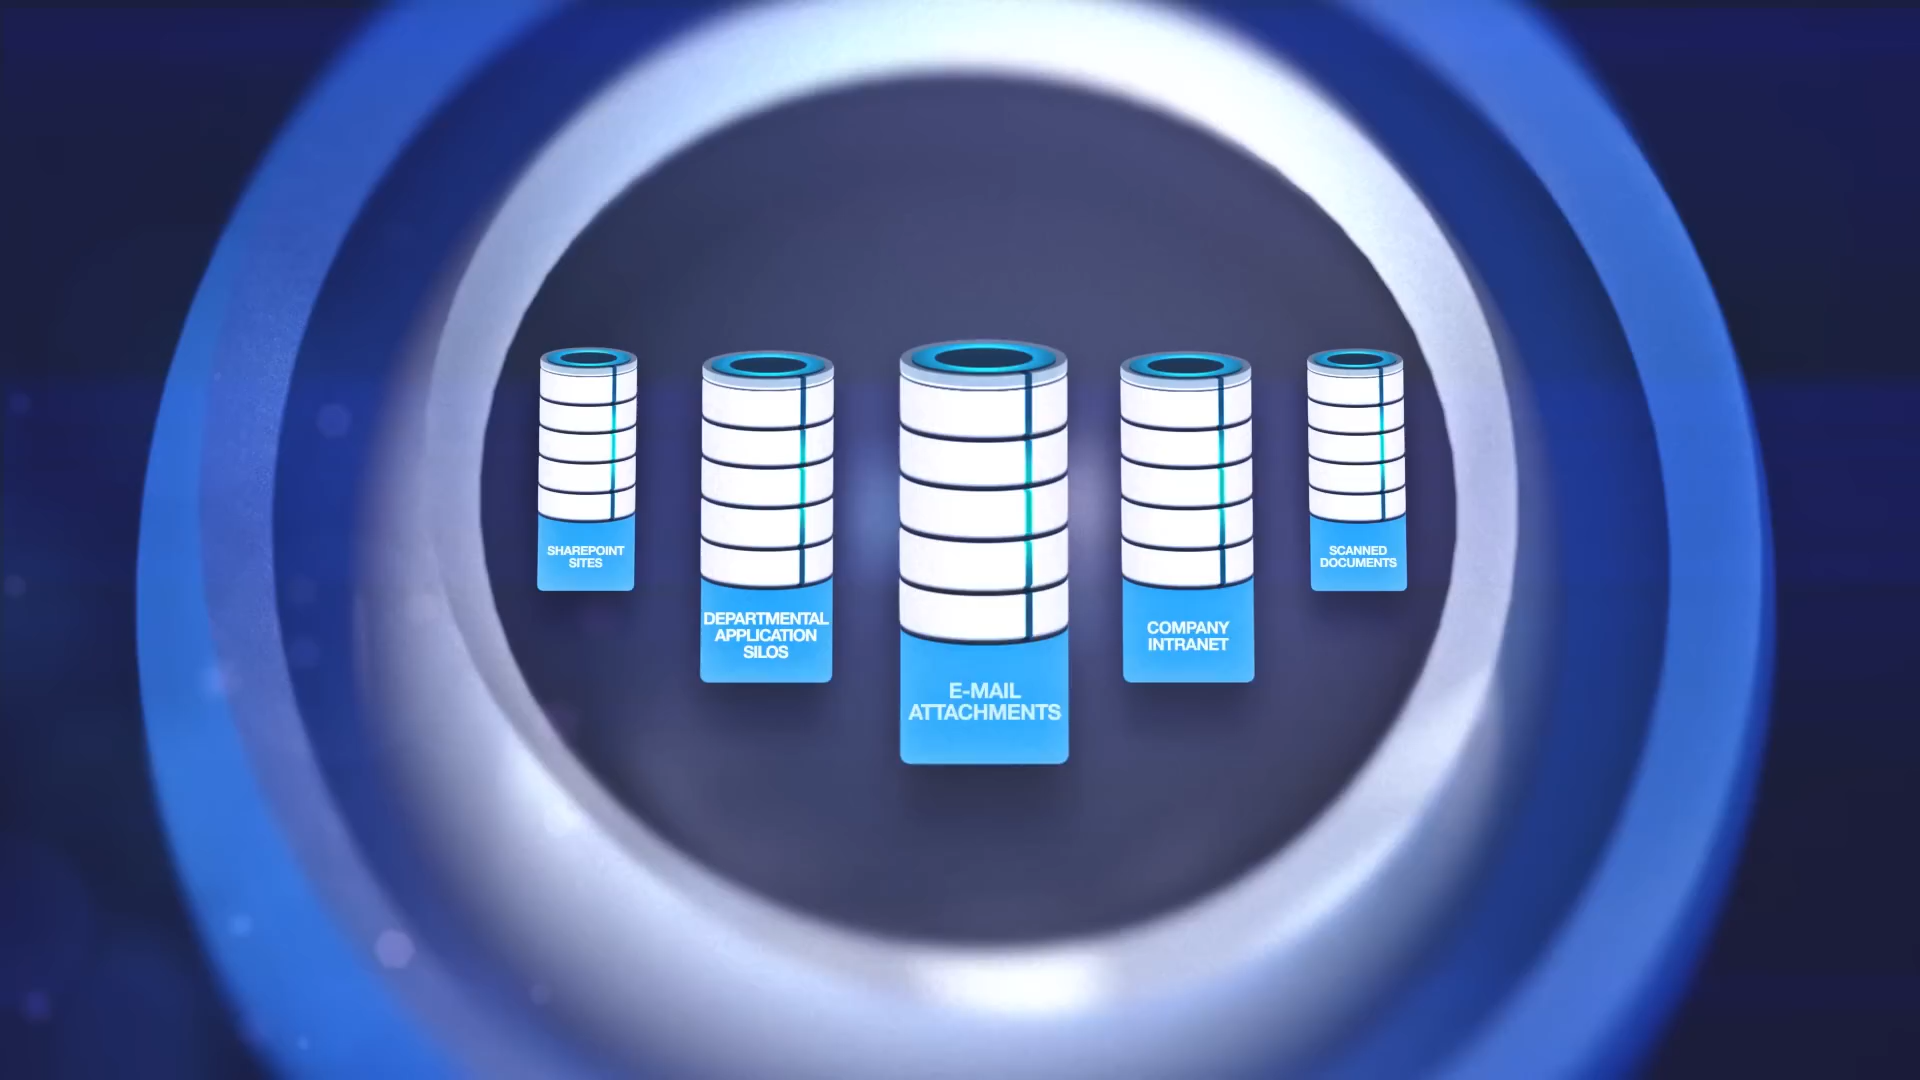 SHAREPOINT
SITES
DEPARTMENTAL
APPLICATION
SILOS
E-MAIL
ATTACHMENTS
COMPANY
INTRANET
SCANNED
DOCUMENTS